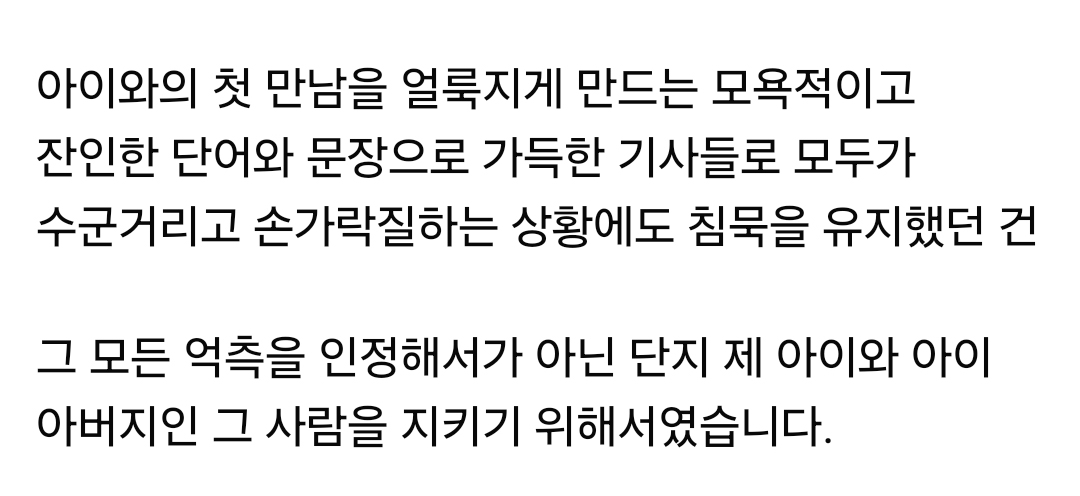 아이와의 첫 만남을 얼룩지게 만드는 모욕적이고
잔인한 단어와 문장으로 가득한 기사들로 모두가
수군거리고 손가락질하는 상황에도 침묵을 유지했던 건
그 모든 억측을 인정해서가 아닌 단지 제 아이와 아이
아버지인 그 사람을 지키기 위해서였습니다.